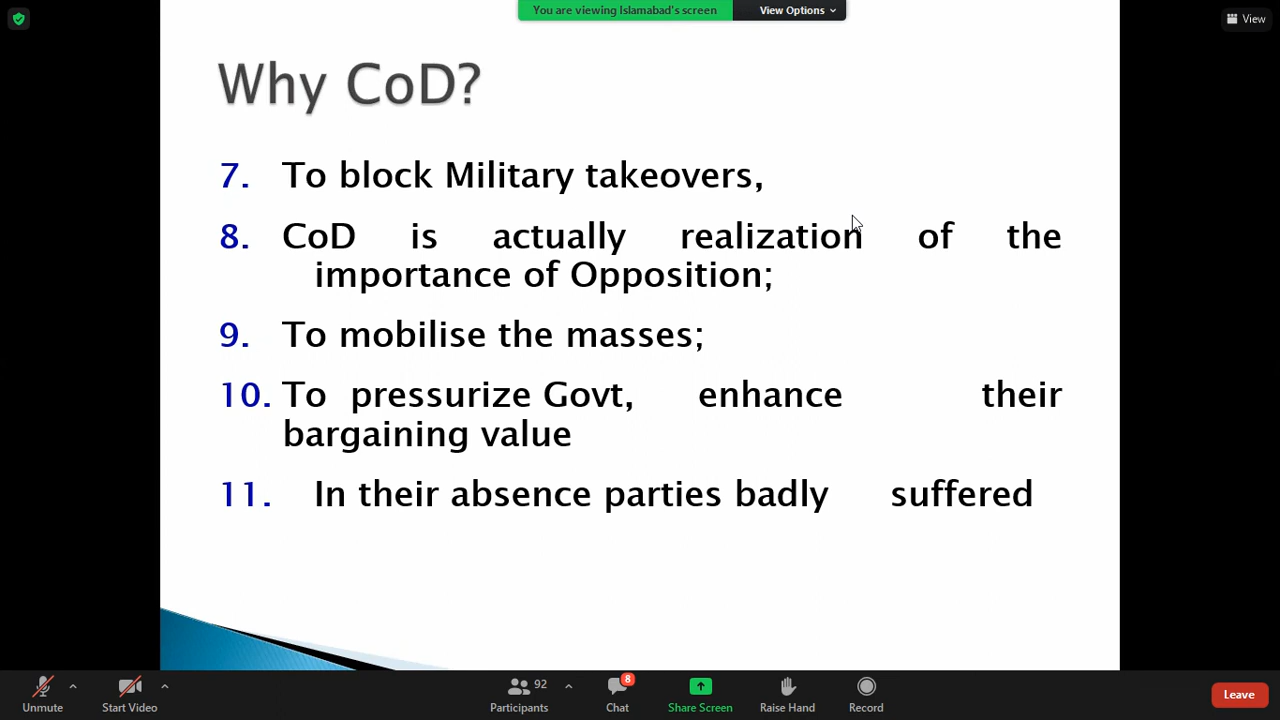 You are viewing Islamabad's screen View Options
View
Why CoD?
7. To block Military takeovers,
8. CoD is actually realization of the
importance of Opposition;
9. To mobilise the masses;
10. To pressurize Govt, enhance their
bargaining value
11. In their absence parties badly suffered
92
8
Unmute Start Video Participants Chat Share Screen Raise Hand Record Leave